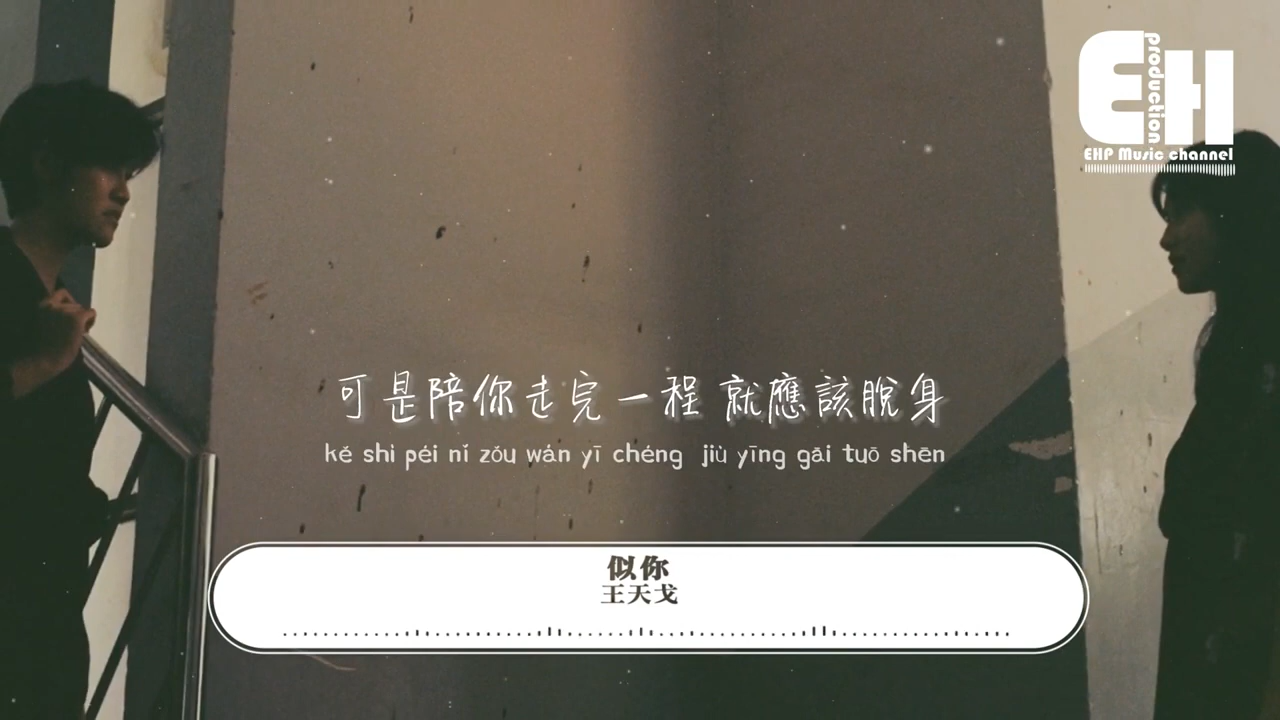 EH
production
EHP Music channel
可是陪你走完一程 就應該脫身
kě shì péi nǐ zǒu wán yī chéng  jiù yīng gāi tuō shēn
似你
王天戈